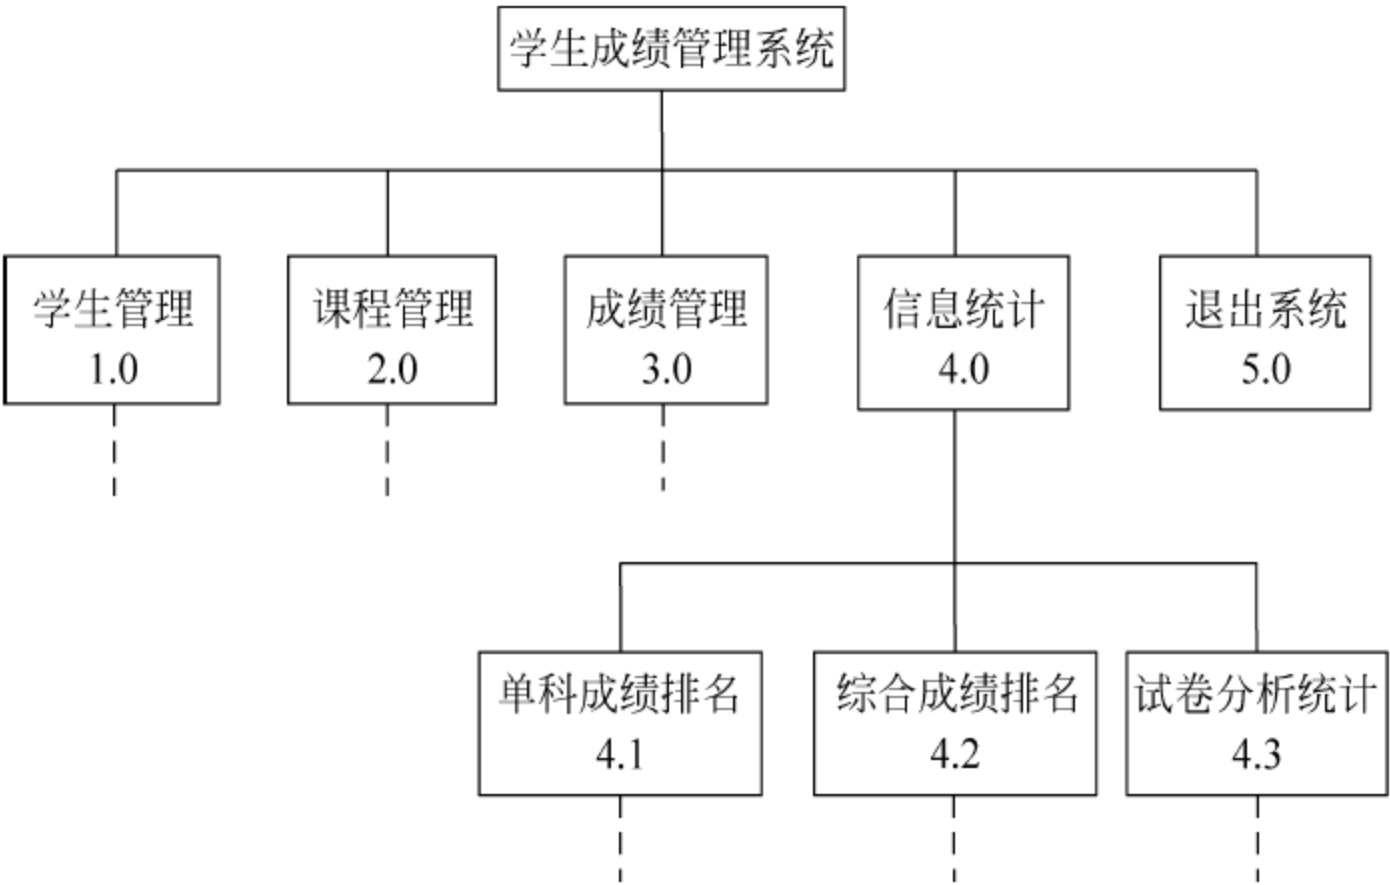 学生成绩管理系统
学生管理
1.0
课程管理
2.0
成绩管理
3.0
信息统计
4.0
退出系统
5.0
单科成绩排名
4.1
综合成绩排名
4.2
试卷分析统计
4.3